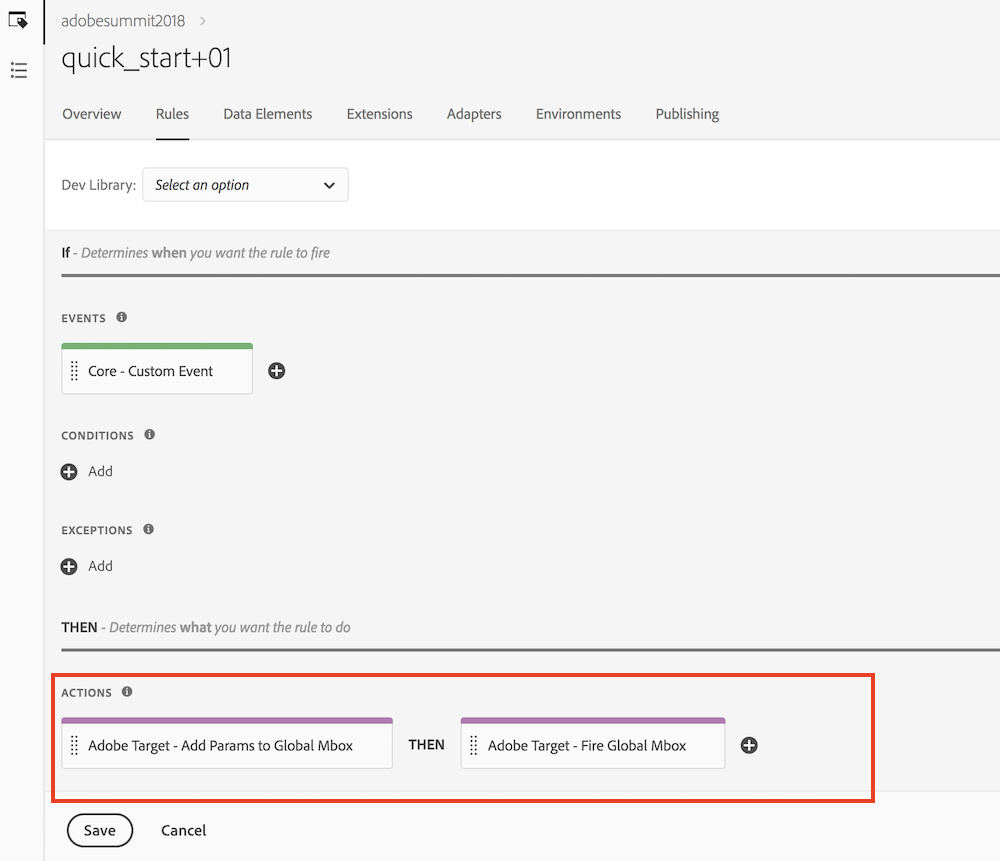 adobesummit2018
quick_start+01
Overview Rules Data Elements Extensions Adapters Environments Publishing
Dev Library: Select an option
If - Determines when you want the rule to fire
EVENTS
Core - Custom Event
CONDITIONS
Add
EXCEPTIONS
Add
THEN - Determines what you want the rule to do
ACTIONS
Adobe Target - Add Params to Global Mbox THEN Adobe Target - Fire Global Mbox
Save Cancel